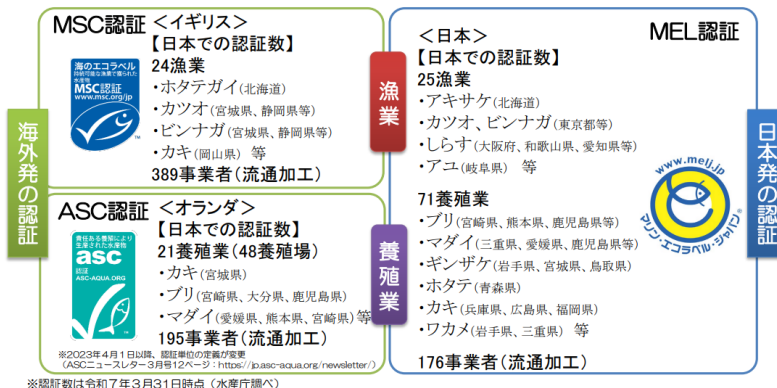 海外発の認証
MSC認証
<イギリス>
【日本での認証数】
24漁業
・ホタテガイ(北海道)
・カツオ(宮城県、静岡県等)
・ビンナガ(宮城県、静岡県等)
・カキ(岡山県) 等
389事業者(流通加工)
海のエコラベル
持続可能な漁業で獲られた
水産物
MSC認証
www.msc.org/jp
ASC認証
<オランダ>
【日本での認証数】
21養殖業(48養殖場)
・カキ(宮城県)
・ブリ(宮崎県、大分県、鹿児島県)
・マダイ(愛媛県、熊本県、宮崎県)等
195事業者(流通加工)
責任ある養殖により
生産された水産物
asc
認証
ASC-AQUA.ORG
※2023年4月1日以降、認証単位の定義が変更
(ASCニュースレター3月号12ページ:https://jp.asc-aqua.org/newsletter/)
漁業
養殖業
<日本>
MEL認証
【日本での認証数】
25漁業
・アキサケ(北海道)
・カツオ、ビンナガ(東京都等)
・しらす(大阪府、和歌山県、愛知県等)
・アユ(岐阜県) 等
71養殖業
・ブリ(宮崎県、熊本県、鹿児島県等)
・マダイ(三重県、愛媛県、鹿児島県等)
・ギンザケ(岩手県、宮城県、鳥取県)
・ホタテ(青森県)
・カキ(兵庫県、広島県、福岡県)
・ワカメ(岩手県、三重県) 等
176事業者(流通加工)
www.melj.jp
マリン・エコラベル・ジャパン
日本発の認証
※認証数は令和7年3月31日時点(水産庁調べ)